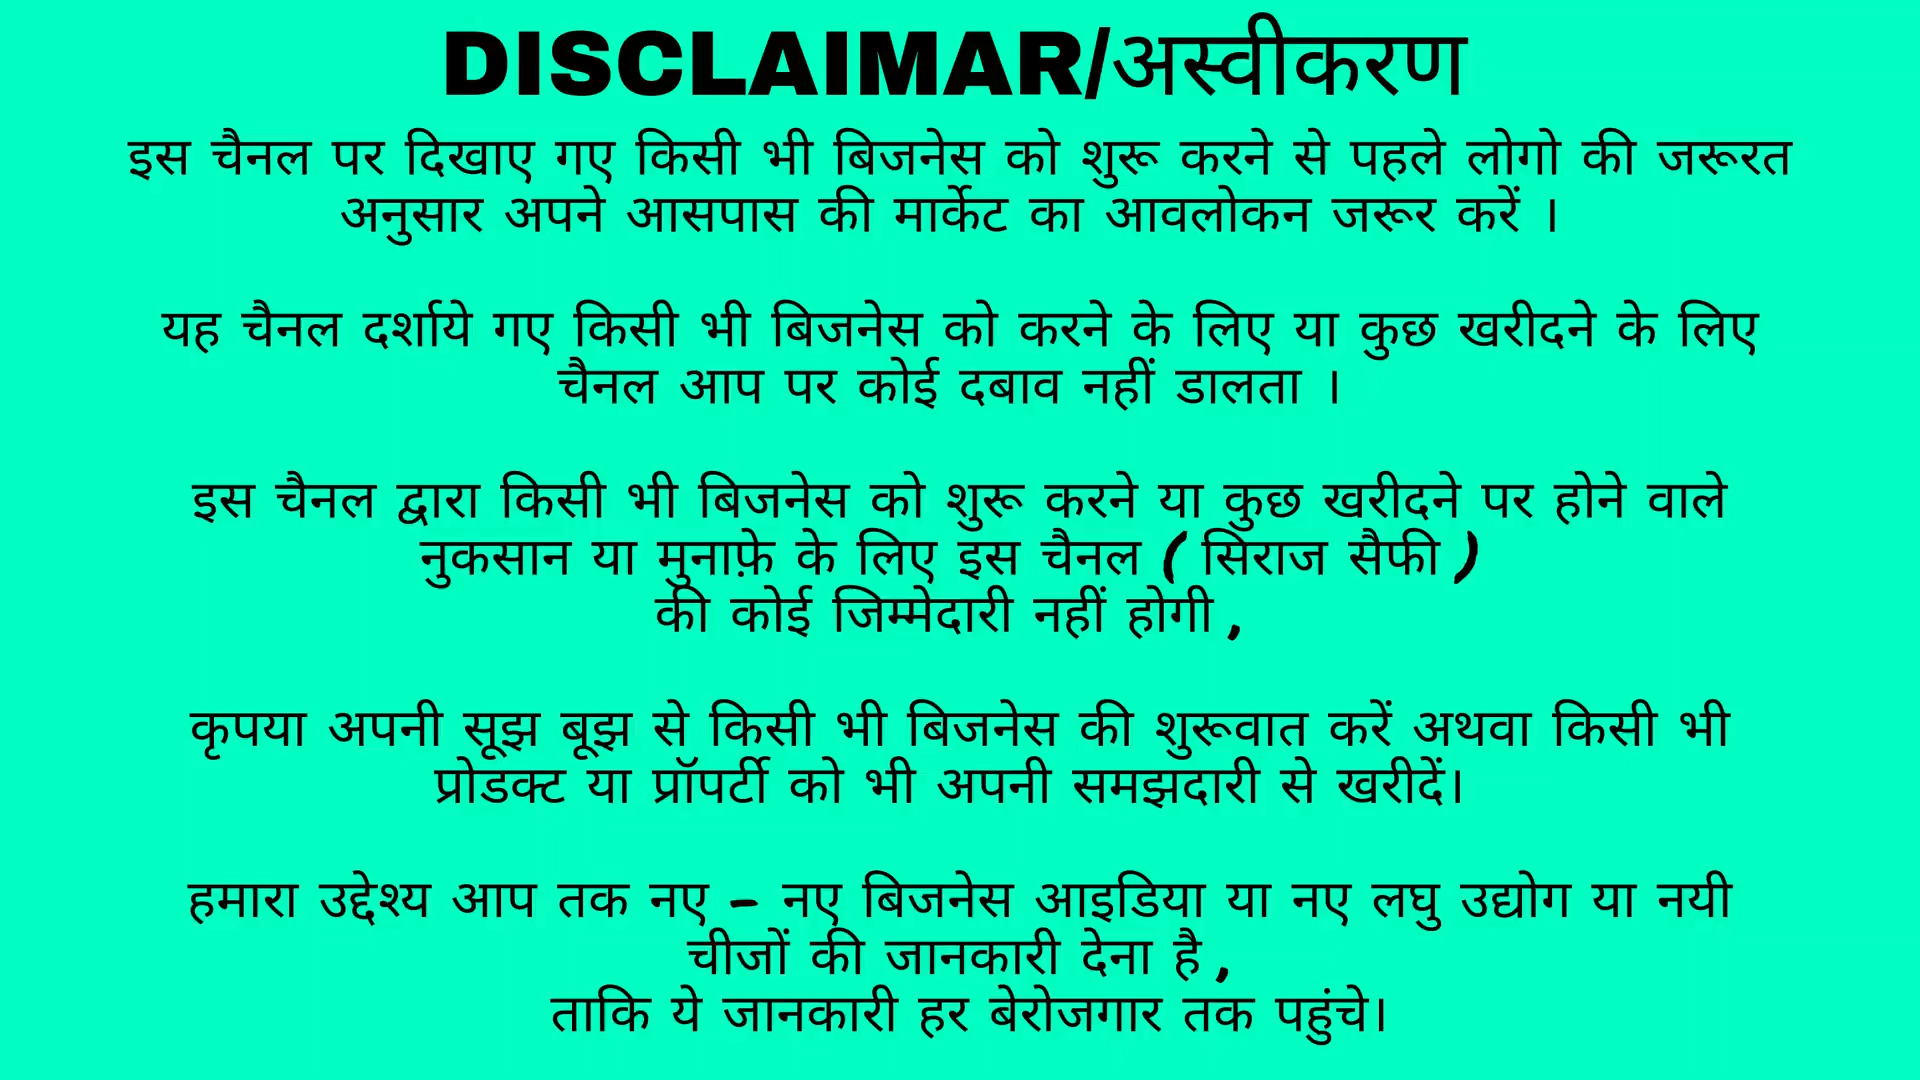 DISCLAIMAR/अस्वीकरण
इस चैनल पर दिखाए गए किसी भी बिजनेस को शुरू करने से पहले लोगो की जरूरत
अनुसार अपने आसपास की मार्केट का आवलोकन जरूर करें ।
यह चैनल दर्शाये गए किसी भी बिजनेस को करने के लिए या कुछ खरीदने के लिए
चैनल आप पर कोई दबाव नहीं डालता ।
इस चैनल द्वारा किसी भी बिजनेस को शुरू करने या कुछ खरीदने पर होने वाले
नुकसान या मुनाफ़े के लिए इस चैनल ( सिराज सैफी )
की कोई जिम्मेदारी नहीं होगी ,
कृपया अपनी सूझ बूझ से किसी भी बिजनेस की शुरूवात करें अथवा किसी भी
प्रोडक्ट या प्रॉपर्टी को भी अपनी समझदारी से खरीदें।
हमारा उद्देश्य आप तक नए - नए बिजनेस आइडिया या नए लघु उद्योग या नयी
चीजों की जानकारी देना है ,
ताकि ये जानकारी हर बेरोजगार तक पहुंचे।